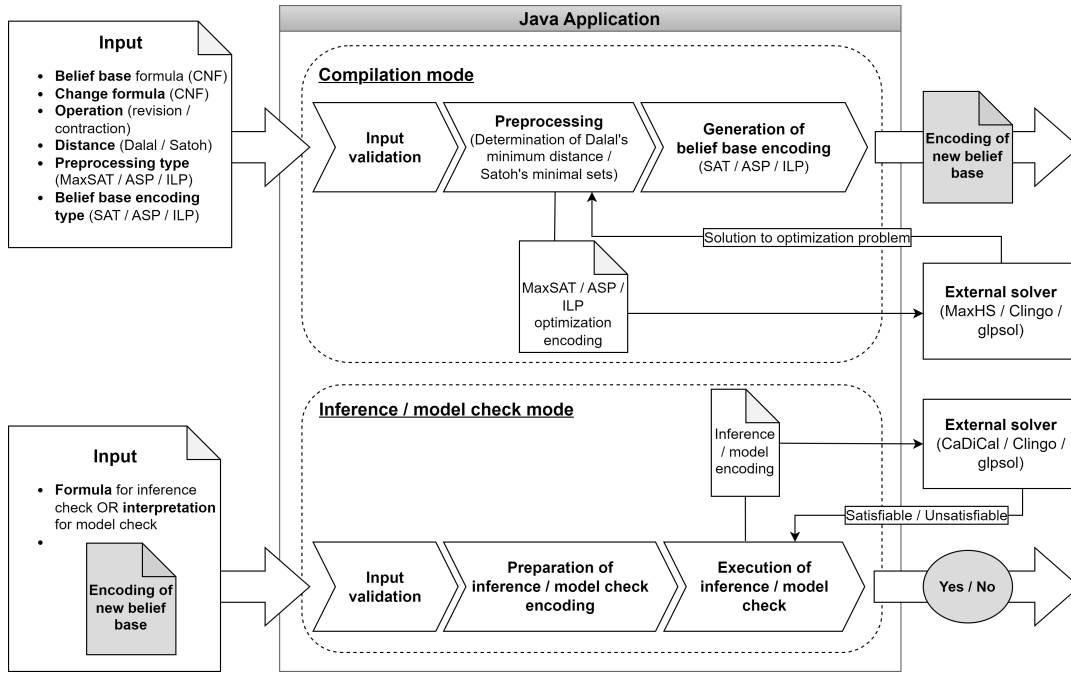 Java Application
Input
• Belief base formula (CNF)
• Change formula (CNF)
• Operation (revision /
contraction)
• Distance (Dalal / Satoh)
• Preprocessing type
(MaxSAT / ASP / ILP)
• Belief base encoding
type (SAT / ASP / ILP)
Compilation mode
Input
validation
Preprocessing
(Determination of Dalal's
minimum distance /
Satoh's minimal sets)
Generation of
belief base encoding
(SAT / ASP / ILP)
Encoding of
new belief
base
Solution to optimization problem
MaxSAT / ASP /
ILP
optimization
encoding
External solver
(MaxHS / Clingo /
glpsol)
Inference / model check mode
Inference
/ model
encoding
External solver
(CaDiCal / Clingo /
glpsol)
Satisfiable / Unsatisfiable
Input
• Formula for inference
check OR interpretation
for model check
•
Encoding of
new belief
base
Input
validation
Preparation of
inference / model check
encoding
Execution of
inference / model
check
Yes / No